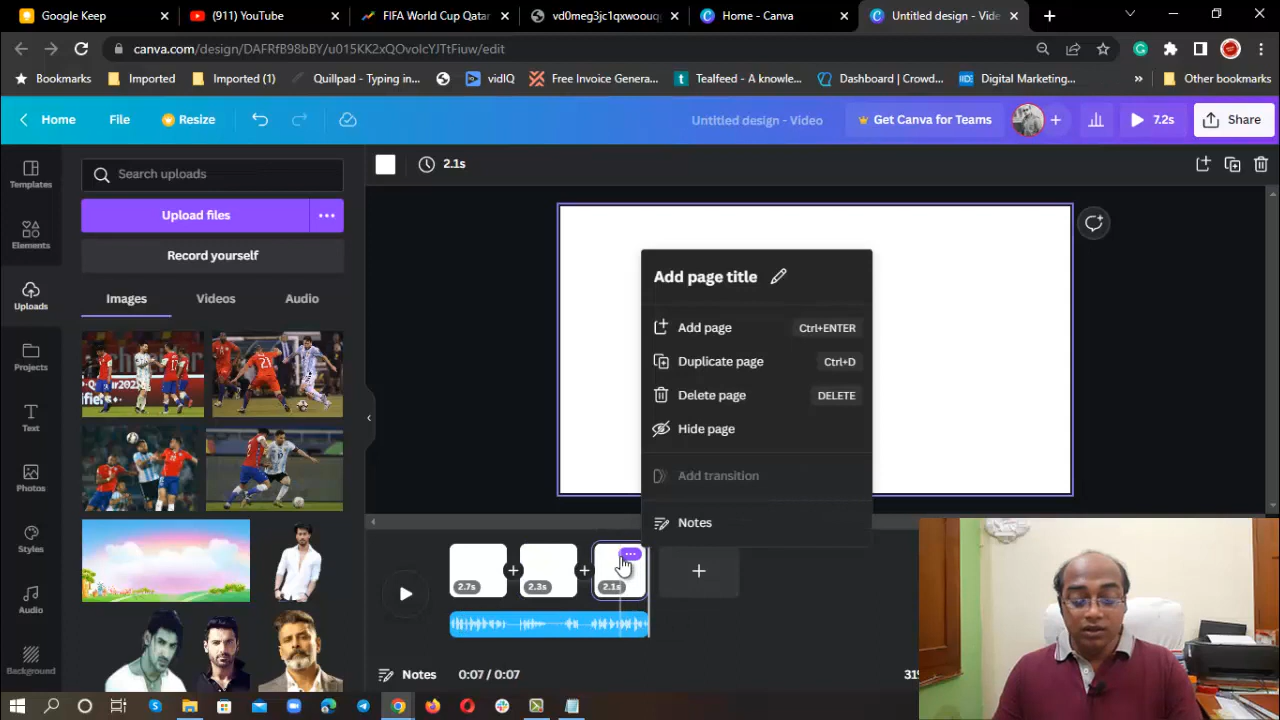 Google Keep
(911) YouTube
FIFA World Cup Qatar
vd0meg3jc1qxwoouq
Home - Canva
Untitled design - Vide
canva.com/design/DAFRfB98bBY/u015KK2xQOvolcYJTtFiuw/edit
Bookmarks
Imported
Imported (1)
Quillpad - Typing in...
vidIQ
Free Invoice Genera...
Tealfeed - A knowle...
Dashboard | Crowd...
Digital Marketing...
»
Other bookmarks
Home
File
Resize
Untitled design - Video
Get Canva for Teams
7.2s
Share
Templates
Elements
Uploads
Projects
Text
Photos
Styles
Audio
Background
Search uploads
Upload files
Record yourself
Images
Videos
Audio
2.1s
Add page title
Add page
Ctrl+ENTER
Duplicate page
Ctrl+D
Delete page
DELETE
Hide page
Add transition
Notes
2.7s
2.3s
2.1s
Notes
0:07 / 0:07